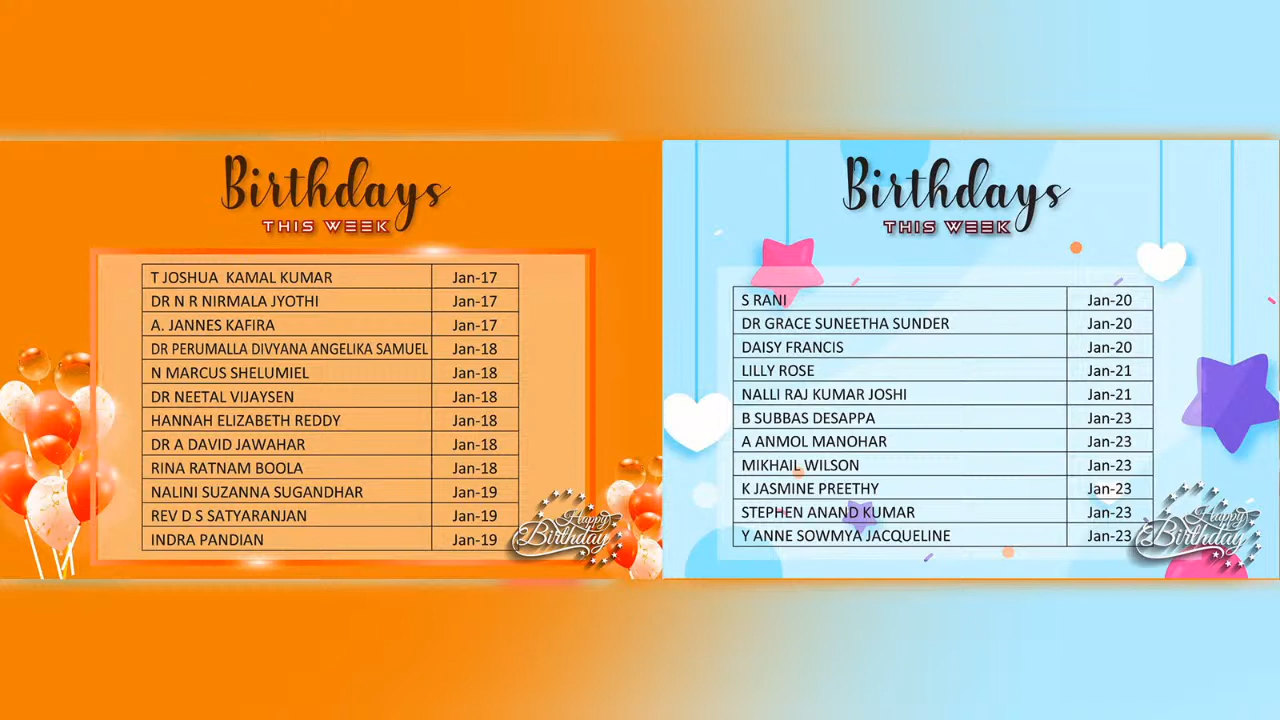 Birthdays
THIS WEEK
T JOSHUA KAMAL KUMAR Jan-17
DR N R NIRMALA JYOTHI Jan-17
A. JANNES KAFIRA Jan-17
DR PERUMALLA DIVYANA ANGELIKA SAMUEL Jan-18
N MARCUS SHELUMIEL Jan-18
DR NEETAL VIJAYSEN Jan-18
HANNAH ELIZABETH REDDY Jan-18
DR A DAVID JAWAHAR Jan-18
RINA RATNAM BOOLA Jan-18
NALINI SUZANNA SUGANDHAR Jan-19
REV D S SATYARANJAN Jan-19
INDRA PANDIAN Jan-19
Happy
Birthday
Birthdays
THIS WEEK
S RANI Jan-20
DR GRACE SUNEETHA SUNDER Jan-20
DAISY FRANCIS Jan-20
LILLY ROSE Jan-21
NALLI RAJ KUMAR JOSHI Jan-21
B SUBBAS DESAPPA Jan-23
A ANMOL MANOHAR Jan-23
MIKHAIL WILSON Jan-23
K JASMINE PREETHY Jan-23
STEPHEN ANAND KUMAR Jan-23
Y ANNE SOWMYA JACQUELINE Jan-23
Happy
Birthday